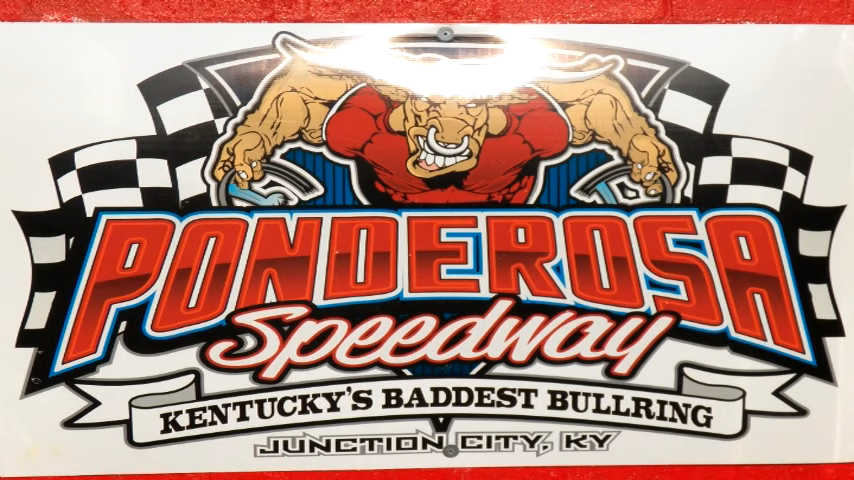 PONDEROSA
Speedway
KENTUCKY'S BADDEST BULLRING
JUNCTION CITY, KY